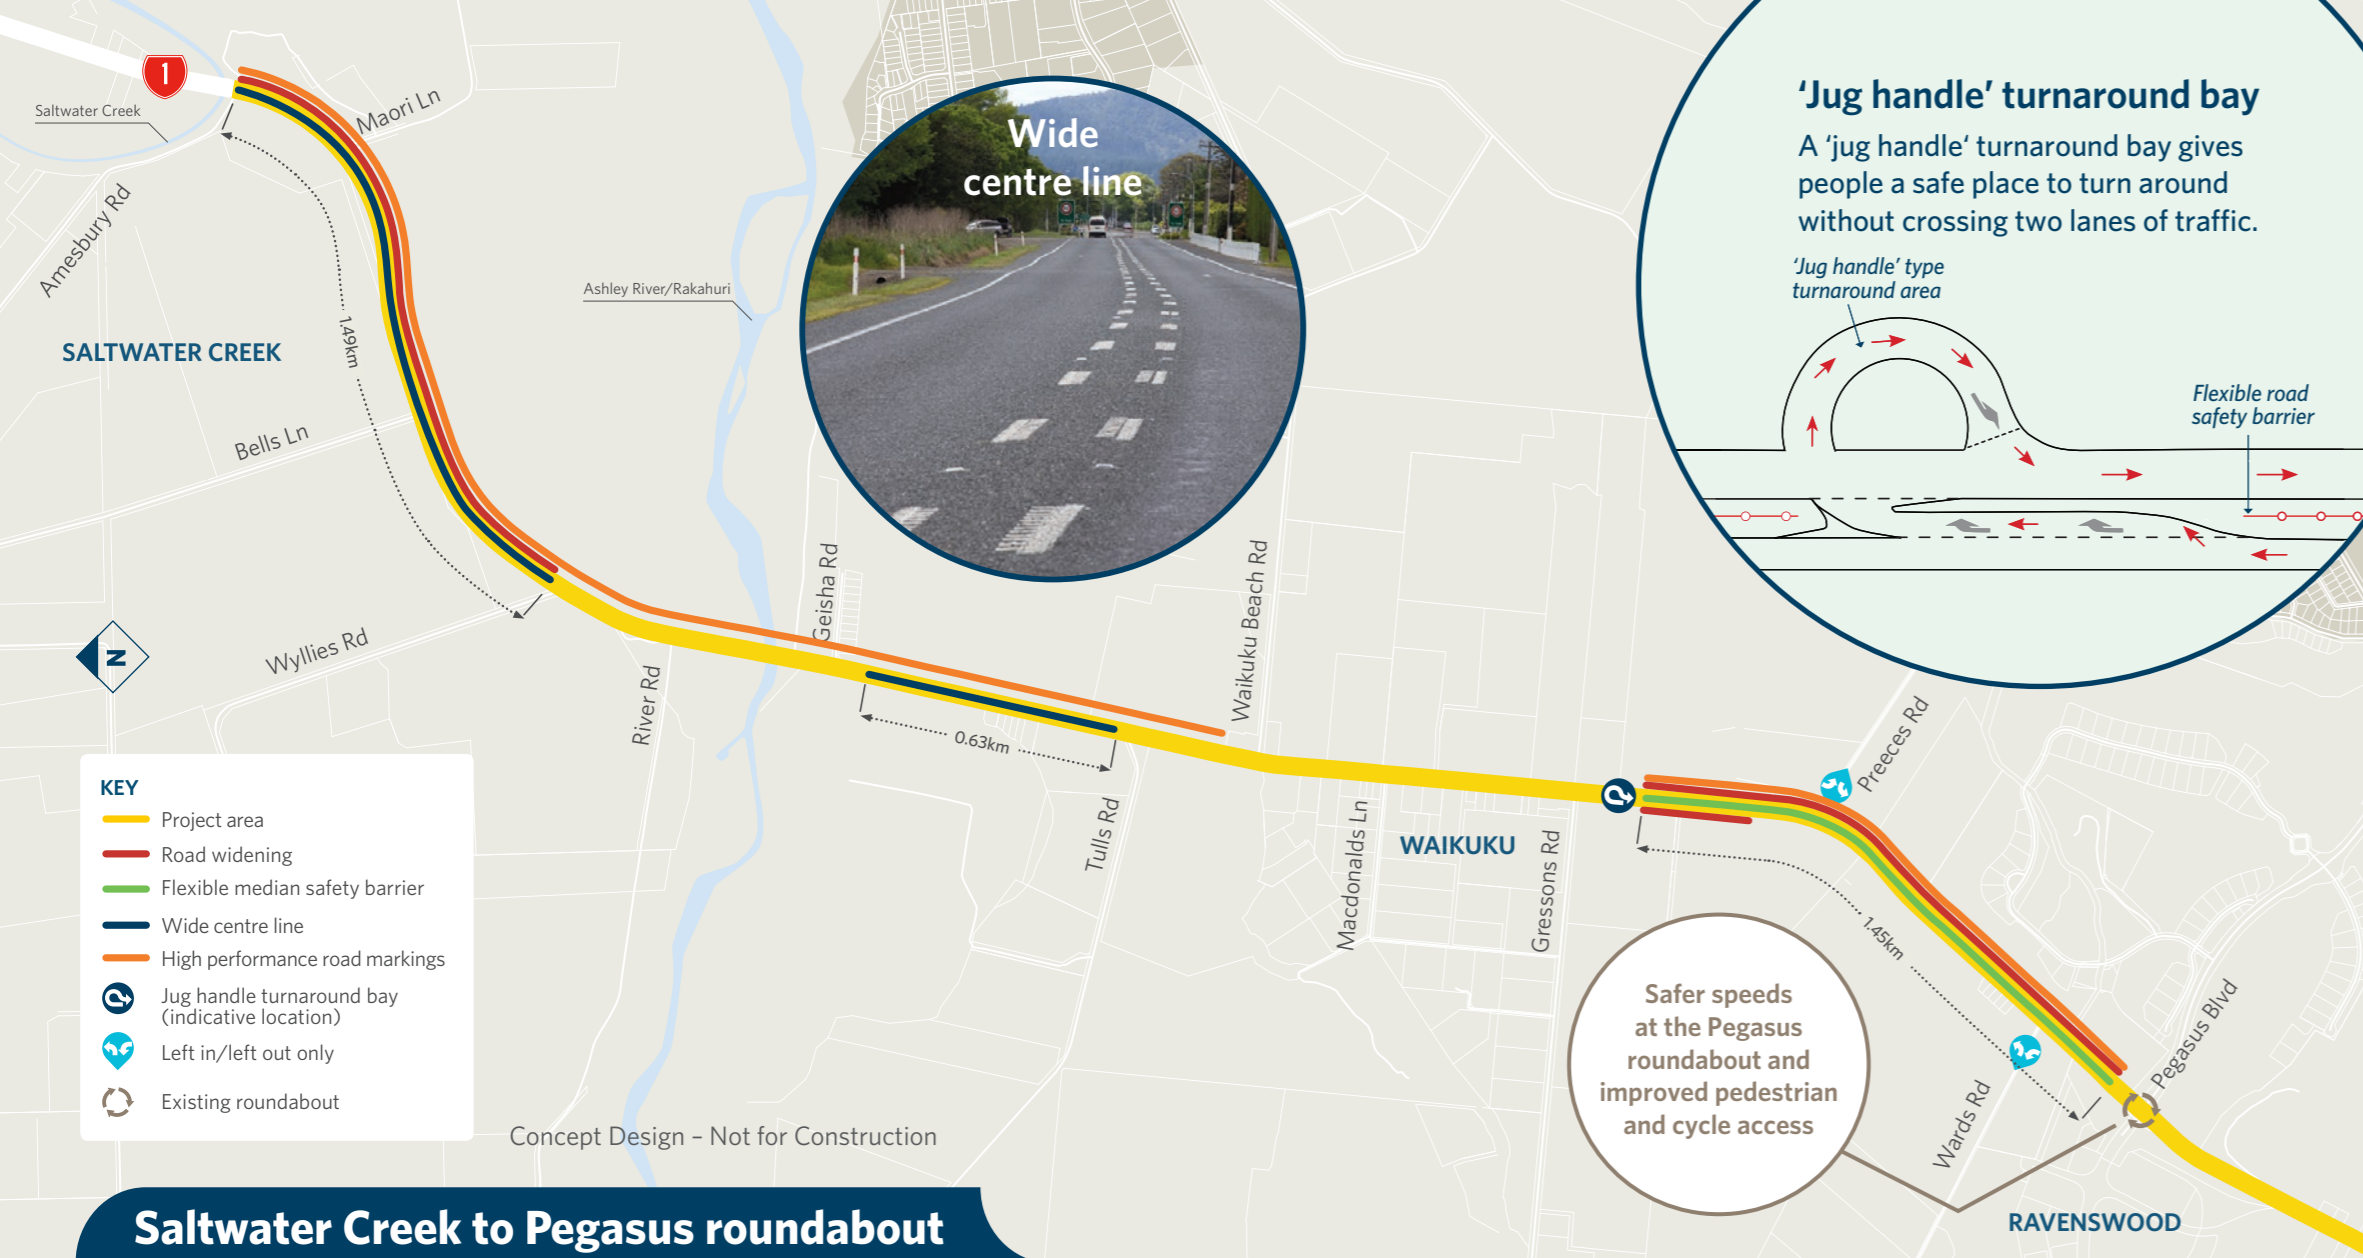 1
Saltwater Creek
Maori Ln
Amesbury Rd
SALTWATER CREEK
1.49km
Bells Ln
Wyllies Rd
N
Ashley River/Rakahuri
Wide
centre line
'Jug handle' turnaround bay
A 'jug handle' turnaround bay gives
people a safe place to turn around
without crossing two lanes of traffic.
'Jug handle' type
turnaround area
Flexible road
safety barrier
River Rd
Geisha Rd
0.63km
Tulls Rd
Waikuku Beach Rd
Macdonalds Ln
WAIKUKU
Gressons Rd
Preeces Rd
1.45km
Wards Rd
Pegasus Blvd
RAVENSWOOD
Safer speeds
at the Pegasus
roundabout and
improved pedestrian
and cycle access
KEY
Project area
Road widening
Flexible median safety barrier
Wide centre line
High performance road markings
Jug handle turnaround bay
(indicative location)
Left in/left out only
Existing roundabout
Concept Design – Not for Construction
Saltwater Creek to Pegasus roundabout